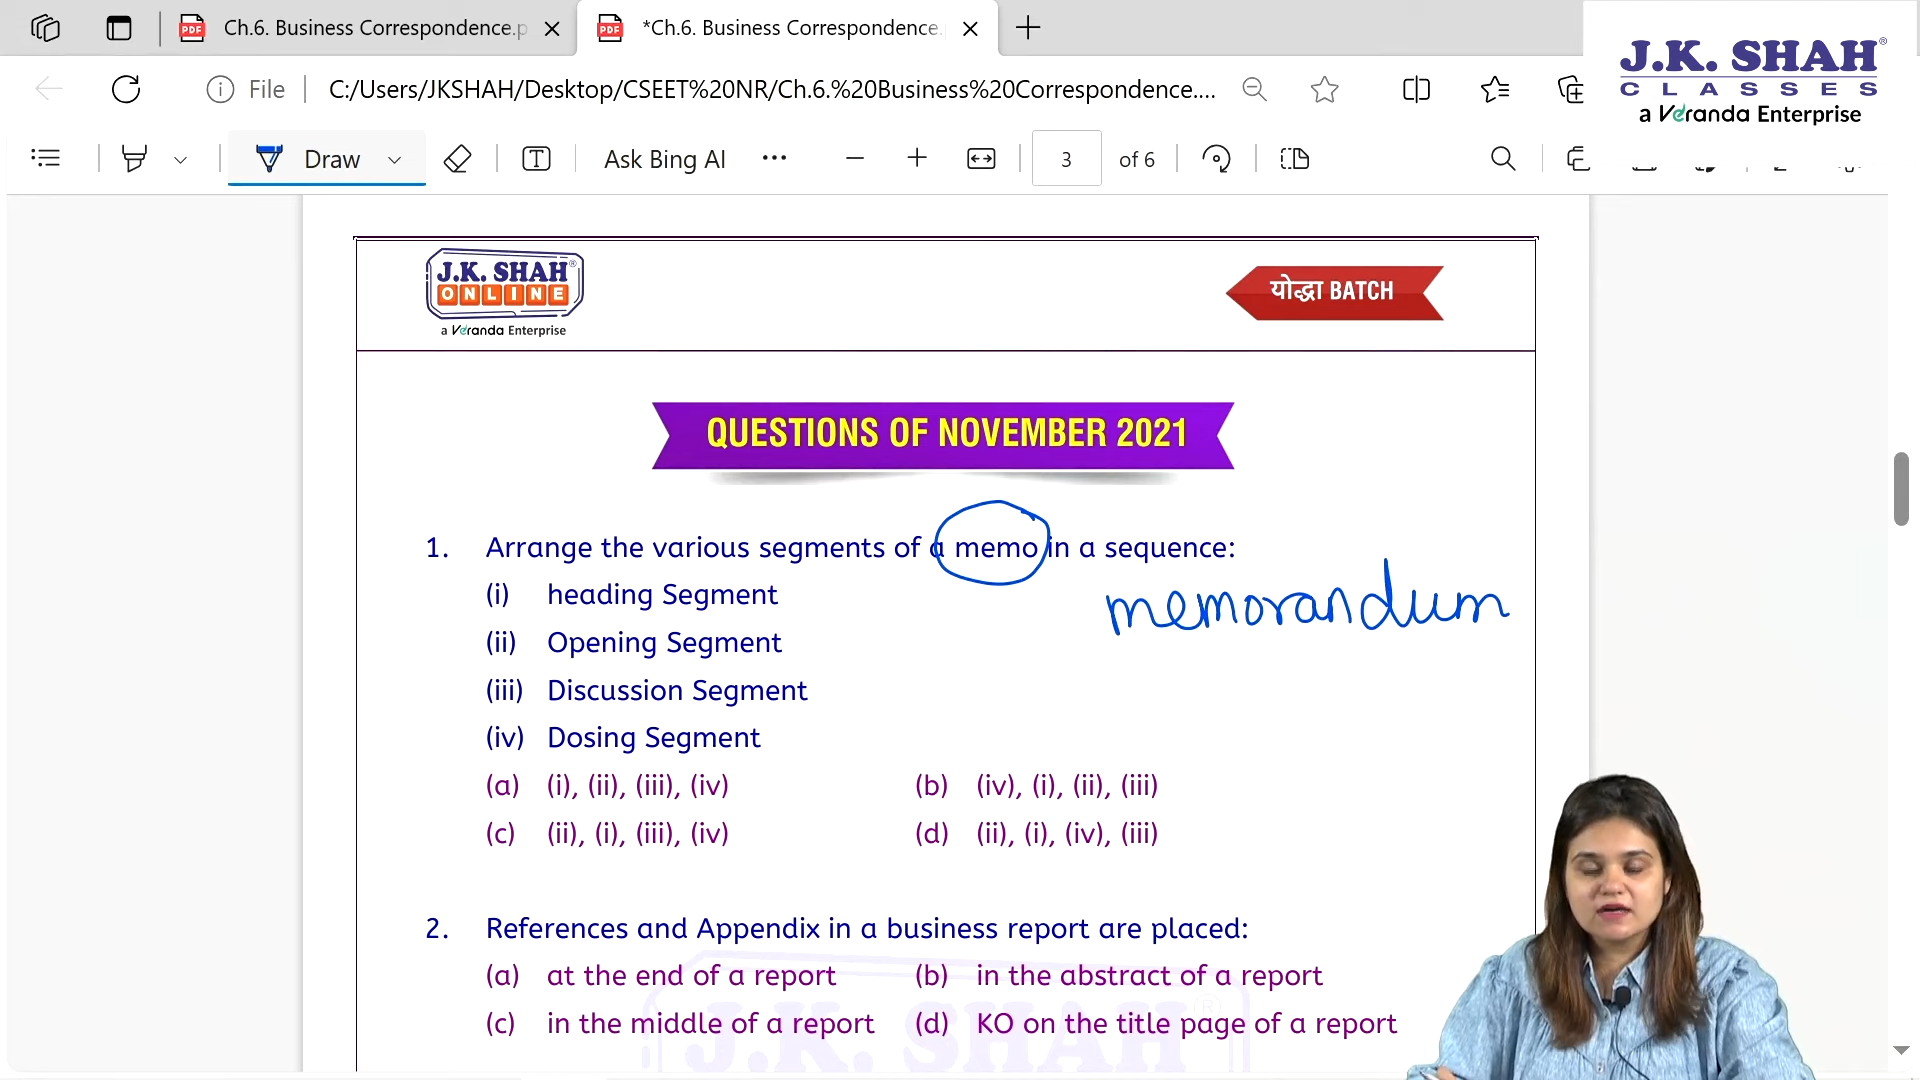 Ch.6. Business Correspondence.p
*Ch.6. Business Correspondence.
J.K. SHAH®
CLASSES
a Veranda Enterprise
File
C:/Users/JKSHAH/Desktop/CSEET%20NR/Ch.6.%20Business%20Correspondence....
Draw
Ask Bing AI
3
of 6
J.K. SHAH®
ONLINE
a Veranda Enterprise
योद्धा BATCH
QUESTIONS OF NOVEMBER 2021
1. Arrange the various segments of a memo in a sequence:
(i) heading Segment
memorandum
(ii) Opening Segment
(iii) Discussion Segment
(iv) Dosing Segment
(a) (i), (ii), (iii), (iv) (b) (iv), (i), (ii), (iii)
(c) (ii), (i), (iii), (iv) (d) (ii), (i), (iv), (iii)
2. References and Appendix in a business report are placed:
(a) at the end of a report (b) in the abstract of a report
(c) in the middle of a report (d) KO on the title page of a report
J.K. SHAH®